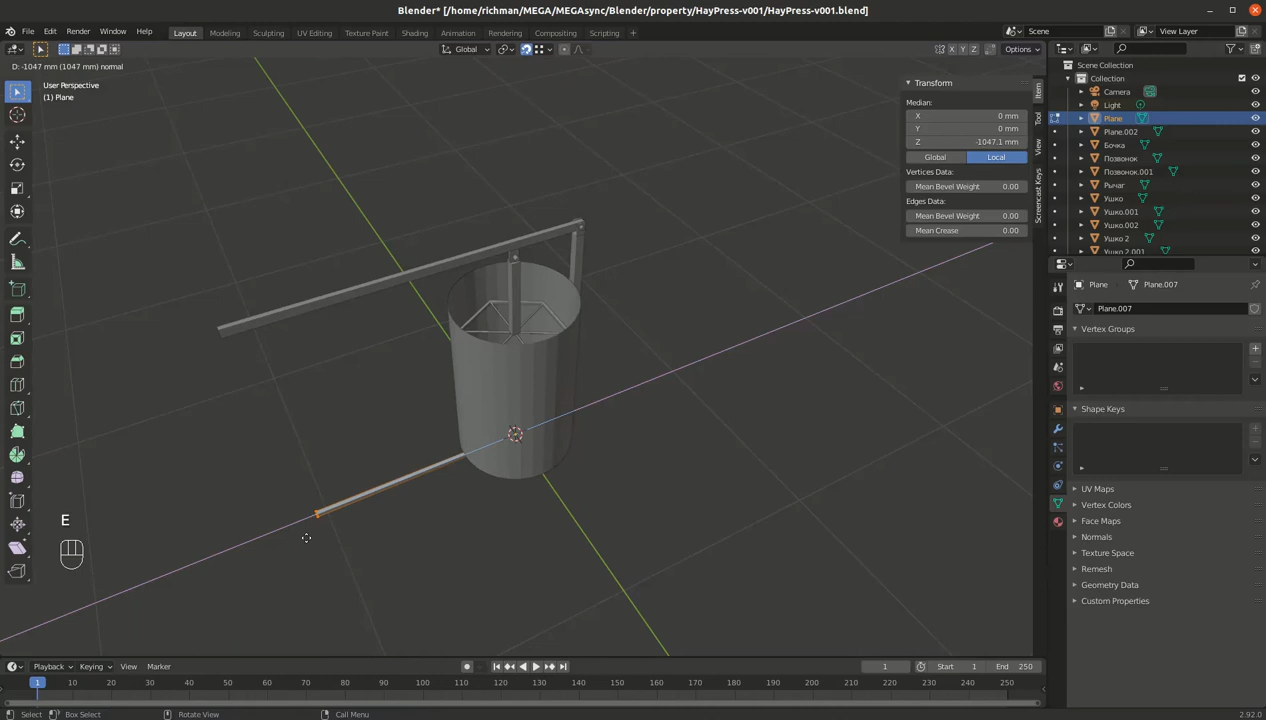 Blender* [/home/richman/MEGA/MEGAsync/Blender/property/HayPress-v001/HayPress-v001.blend]
File Edit Render Window Help Layout Modeling Sculpting UV Editing Texture Paint Shading Animation Rendering Compositing Scripting + Scene View Layer
Global Options
D: -1047 mm (1047 mm) normal
User Perspective
(1) Plane
Transform
Median:
X 0 mm
Y 0 mm
Z -1047.1 mm
Global Local
Vertices Data:
Mean Bevel Weight 0.00
Edges Data:
Mean Bevel Weight 0.00
Mean Crease 0.00
Item
Tool
View
Screencast Keys
X Y Z
E
Scene Collection
Collection
Camera
Light
Plane
Plane.002
Бочка
Позвонок
Позвонок.001
Рычаг
Ушко
Ушко.001
Ушко.002
Ушко 2
Ушко 2.001
Plane Plane.007
Plane.007
Vertex Groups
Shape Keys
UV Maps
Vertex Colors
Face Maps
Normals
Texture Space
Remesh
Geometry Data
Custom Properties
Playback Keying View Marker 1 Start 1 End 250
1 10 20 30 40 50 60 70 80 90 100 110 120 130 140 150 160 170 180 190 200 210 220 230 240 250
Select Box Select Rotate View Call Menu 2.92.0